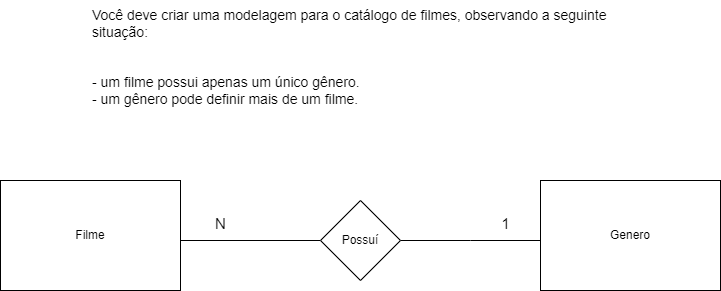 Você deve criar uma modelagem para o catálogo de filmes, observando a seguinte
situação:
- um filme possui apenas um único gênero.
- um gênero pode definir mais de um filme.
N
1
Filme
Possuí
Genero